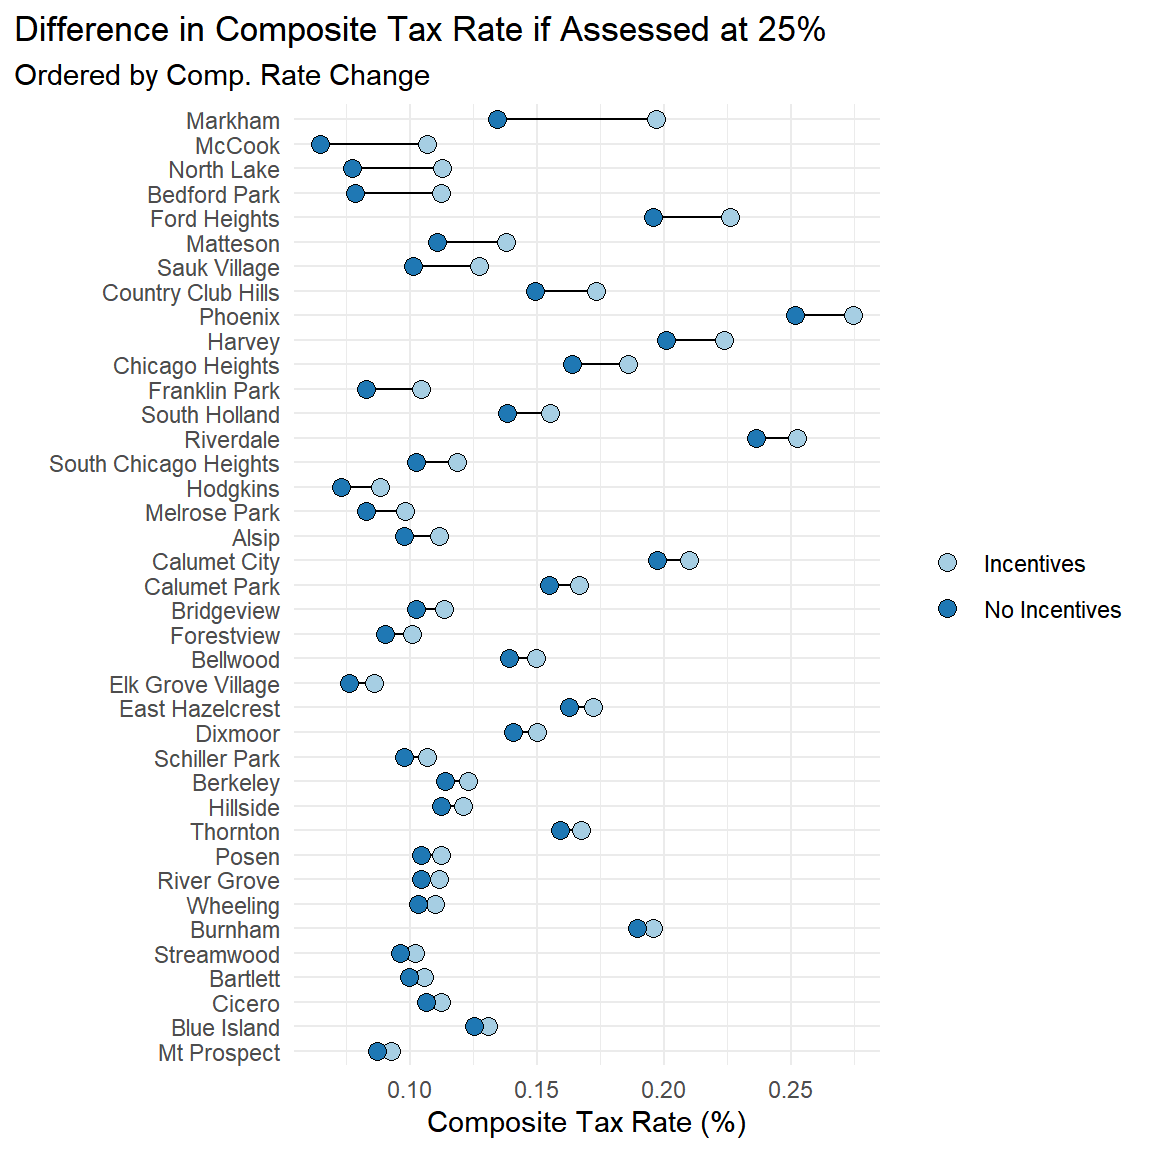 Difference in Composite Tax Rate if Assessed at 25%
Ordered by Comp. Rate Change
Markham
McCook
North Lake
Bedford Park
Ford Heights
Matteson
Sauk Village
Country Club Hills
Phoenix
Harvey
Chicago Heights
Franklin Park
South Holland
Riverdale
South Chicago Heights
Hodgkins
Melrose Park
Alsip
Calumet City
Calumet Park
Bridgeview
Forestview
Bellwood
Elk Grove Village
East Hazelcrest
Dixmoor
Schiller Park
Berkeley
Hillside
Thornton
Posen
River Grove
Wheeling
Burnham
Streamwood
Bartlett
Cicero
Blue Island
Mt Prospect
0.10 0.15 0.20 0.25
Composite Tax Rate (%)
Incentives
No Incentives